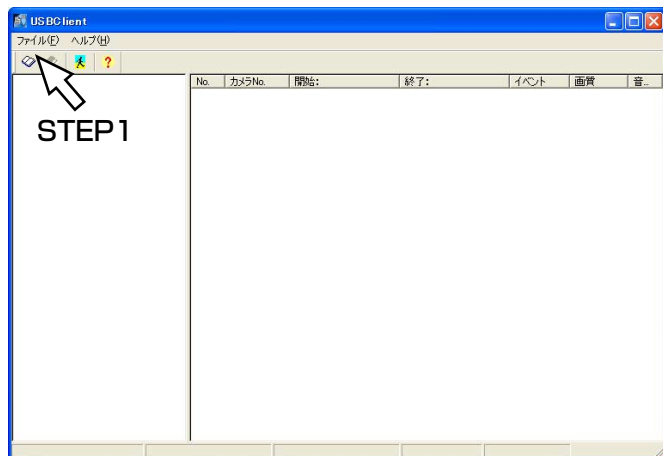 USBClient
ファイル(F) ヘルプ(H)
?
No. カメラNo. 開始: 終了: イベント 画質 音...
STEP1